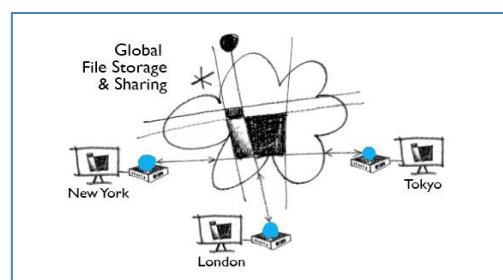 Global
File Storage
& Sharing
New York
Tokyo
London